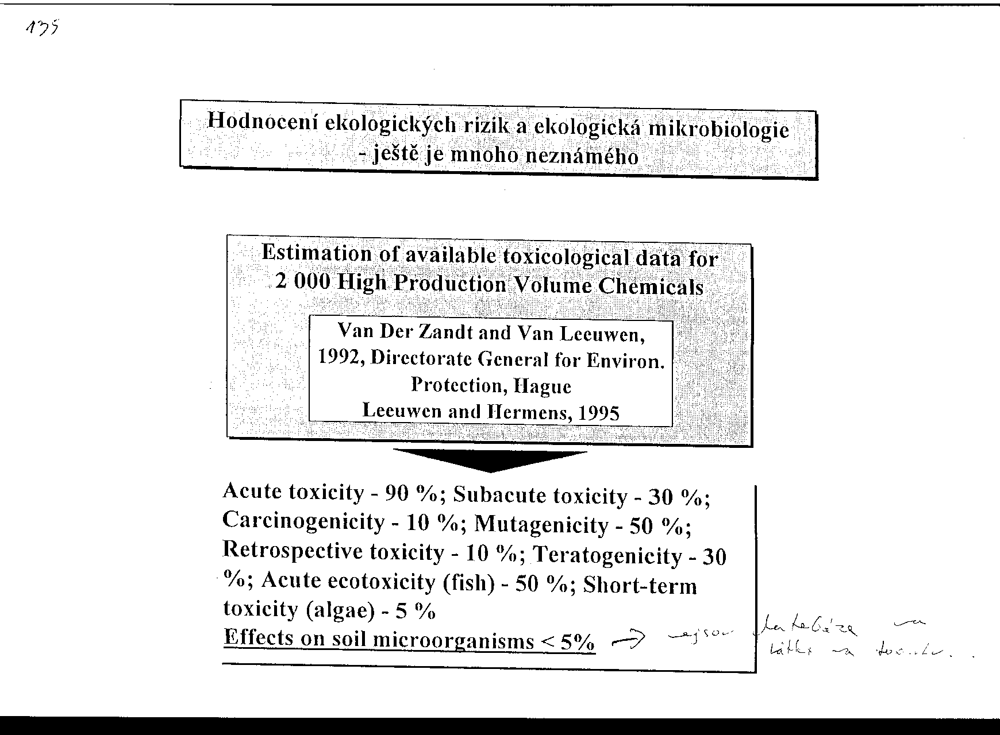 135
Hodnocení ekologických rizik a ekologická mikrobiologie
- ještě je mnoho neznámého
Estimation of available toxicological data for
2 000 High Production Volume Chemicals
Van Der Zandt and Van Leeuwen,
1992, Directorate General for Environ.
Protection, Hague
Leeuwen and Hermens, 1995
Acute toxicity - 90 %; Subacute toxicity - 30 %;
Carcinogenicity - 10 %; Mutagenicity - 50 %;
Retrospective toxicity - 10 %; Teratogenicity - 30
%; Acute ecotoxicity (fish) - 50 %; Short-term
toxicity (algae) - 5 %
Effects on soil microorganisms < 5% → nejsou databáze na
látky na